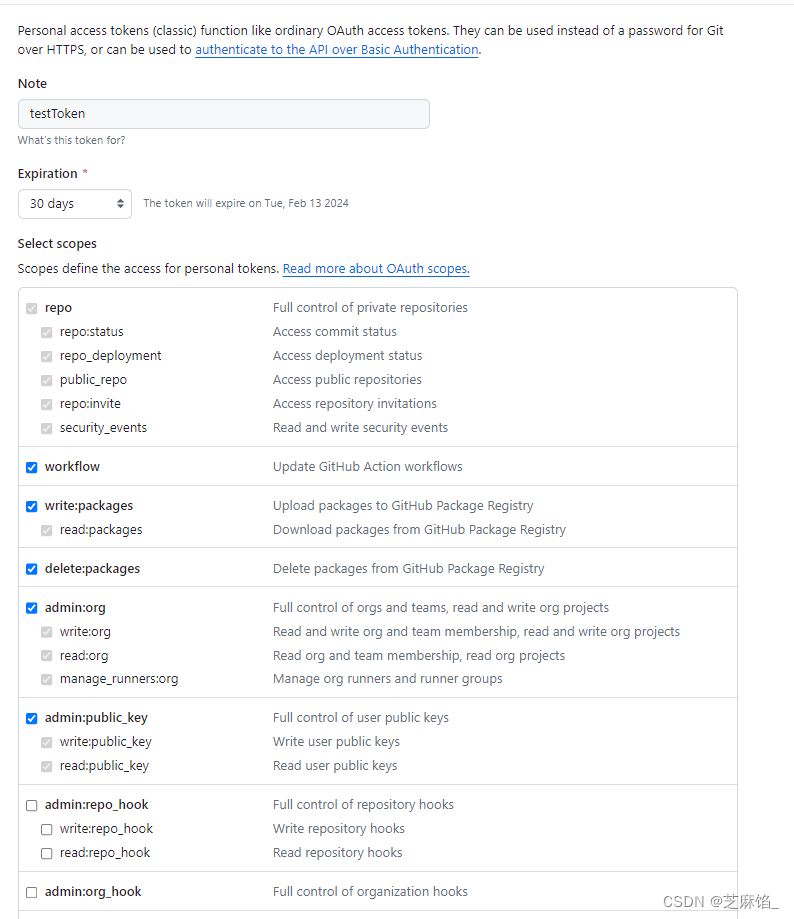 Personal access tokens (classic) function like ordinary OAuth access tokens. They can be used instead of a password for Git
over HTTPS, or can be used to authenticate to the API over Basic Authentication.
Note
testToken
What's this token for?
Expiration *
30 days The token will expire on Tue, Feb 13 2024
Select scopes
Scopes define the access for personal tokens. Read more about OAuth scopes.
repo Full control of private repositories
repo:status Access commit status
repo_deployment Access deployment status
public_repo Access public repositories
repo:invite Access repository invitations
security_events Read and write security events
workflow Update GitHub Action workflows
write:packages Upload packages to GitHub Package Registry
read:packages Download packages from GitHub Package Registry
delete:packages Delete packages from GitHub Package Registry
admin:org Full control of orgs and teams, read and write org projects
write:org Read and write org and team membership, read and write org projects
read:org Read org and team membership, read org projects
manage_runners:org Manage org runners and runner groups
admin:public_key Full control of user public keys
write:public_key Write user public keys
read:public_key Read user public keys
admin:repo_hook Full control of repository hooks
write:repo_hook Write repository hooks
read:repo_hook Read repository hooks
admin:org_hook Full control of organization hooks
CSDN @芝麻馅_